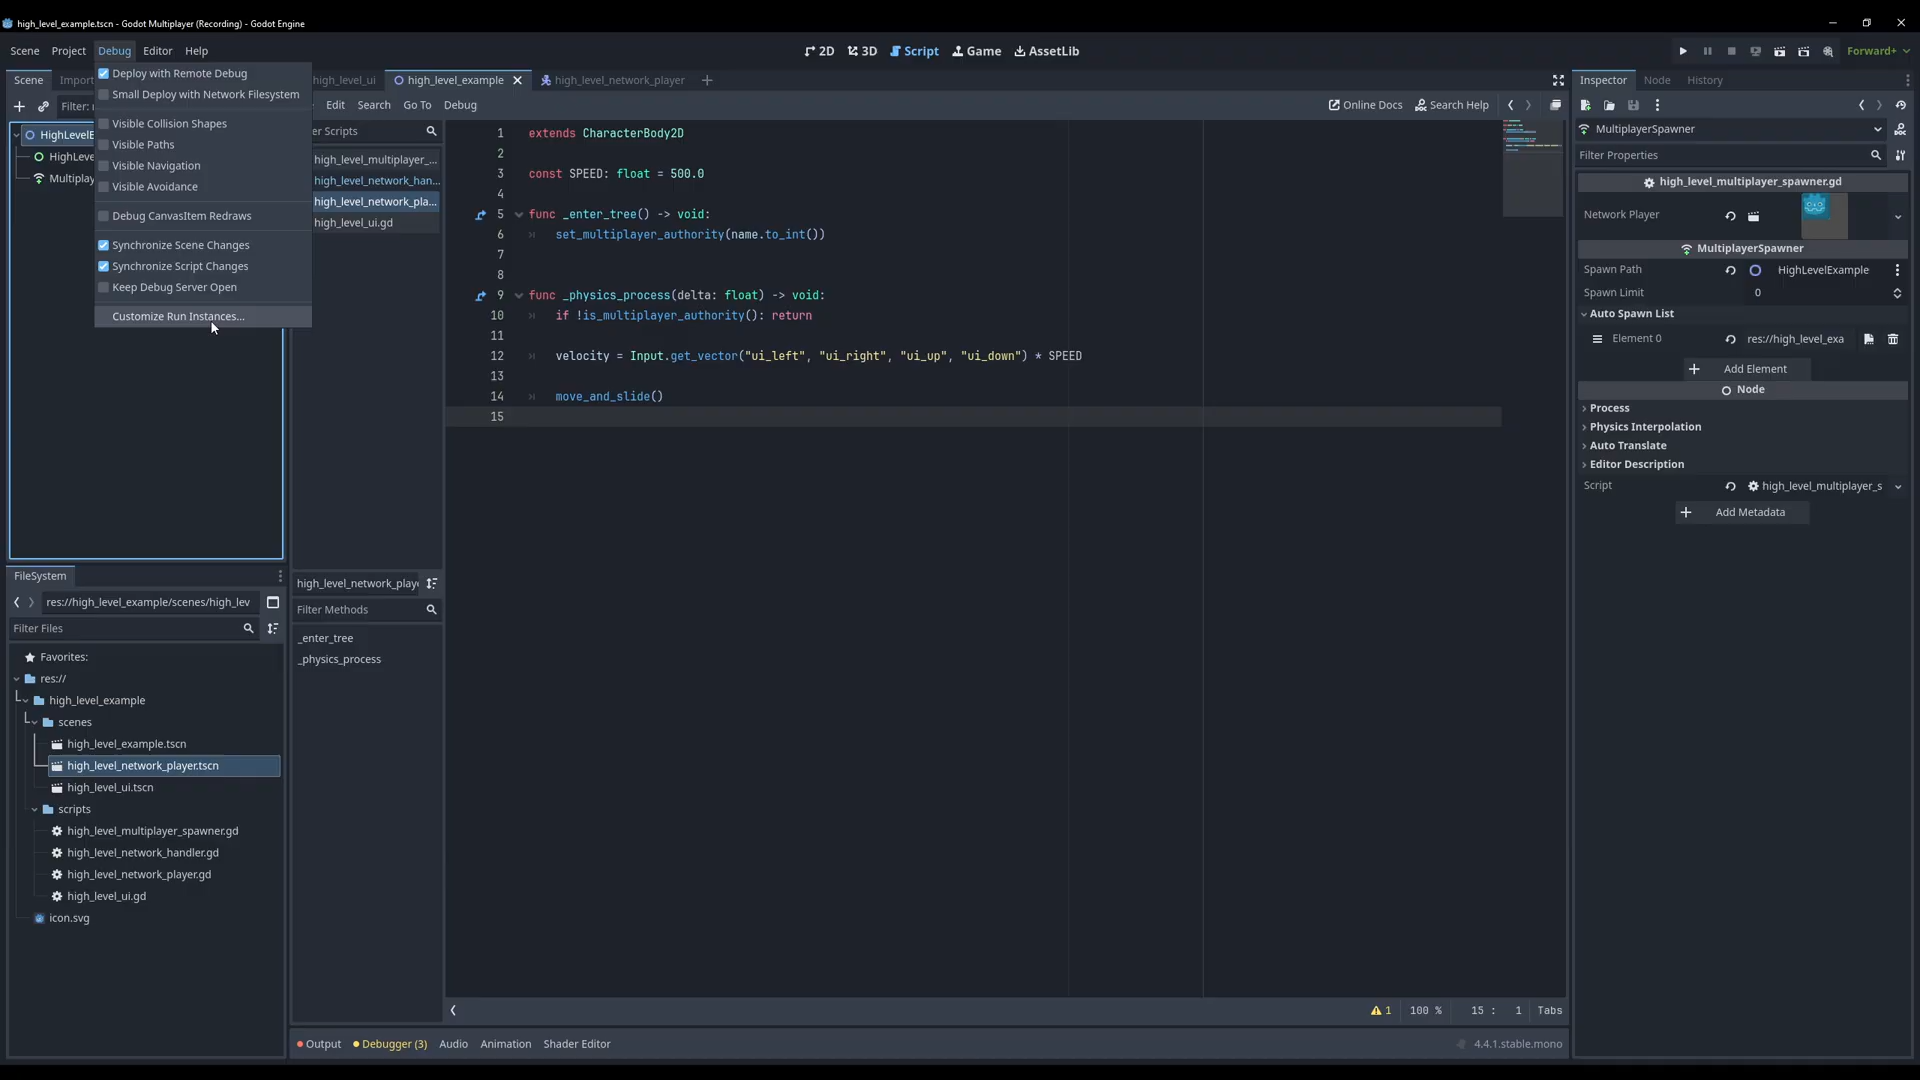 high_level_example.tscn - Godot Multiplayer (Recording) - Godot Engine
Scene Project Debug Editor Help
2D 3D Script Game AssetLib
Forward+
Scene Import
Filter:
HighLevelE
HighLeve
Multiplay
Deploy with Remote Debug
Small Deploy with Network Filesystem
Visible Collision Shapes
Visible Paths
Visible Navigation
Visible Avoidance
Debug CanvasItem Redraws
Synchronize Scene Changes
Synchronize Script Changes
Keep Debug Server Open
Customize Run Instances...
high_level_ui high_level_example high_level_network_player
Edit Search Go To Debug
Online Docs Search Help
er Scripts
high_level_multiplayer_...
high_level_network_han...
high_level_network_pla...
high_level_ui.gd
high_level_network_playe
Filter Methods
_enter_tree
_physics_process
1 extends CharacterBody2D
2
3 const SPEED: float = 500.0
4
5 func _enter_tree() -> void:
6 set_multiplayer_authority(name.to_int())
7
8
9 func _physics_process(delta: float) -> void:
10 if !is_multiplayer_authority(): return
11
12 velocity = Input.get_vector("ui_left", "ui_right", "ui_up", "ui_down") * SPEED
13
14 move_and_slide()
15
1 100 % 15 : 1 Tabs
Output Debugger (3) Audio Animation Shader Editor
4.4.1.stable.mono
FileSystem
res://high_level_example/scenes/high_lev
Filter Files
Favorites:
res://
high_level_example
scenes
high_level_example.tscn
high_level_network_player.tscn
high_level_ui.tscn
scripts
high_level_multiplayer_spawner.gd
high_level_network_handler.gd
high_level_network_player.gd
high_level_ui.gd
icon.svg
Inspector Node History
MultiplayerSpawner
Filter Properties
high_level_multiplayer_spawner.gd
Network Player
MultiplayerSpawner
Spawn Path HighLevelExample
Spawn Limit 0
Auto Spawn List
Element 0 res://high_level_exa
Add Element
Node
Process
Physics Interpolation
Auto Translate
Editor Description
Script high_level_multiplayer_s
Add Metadata